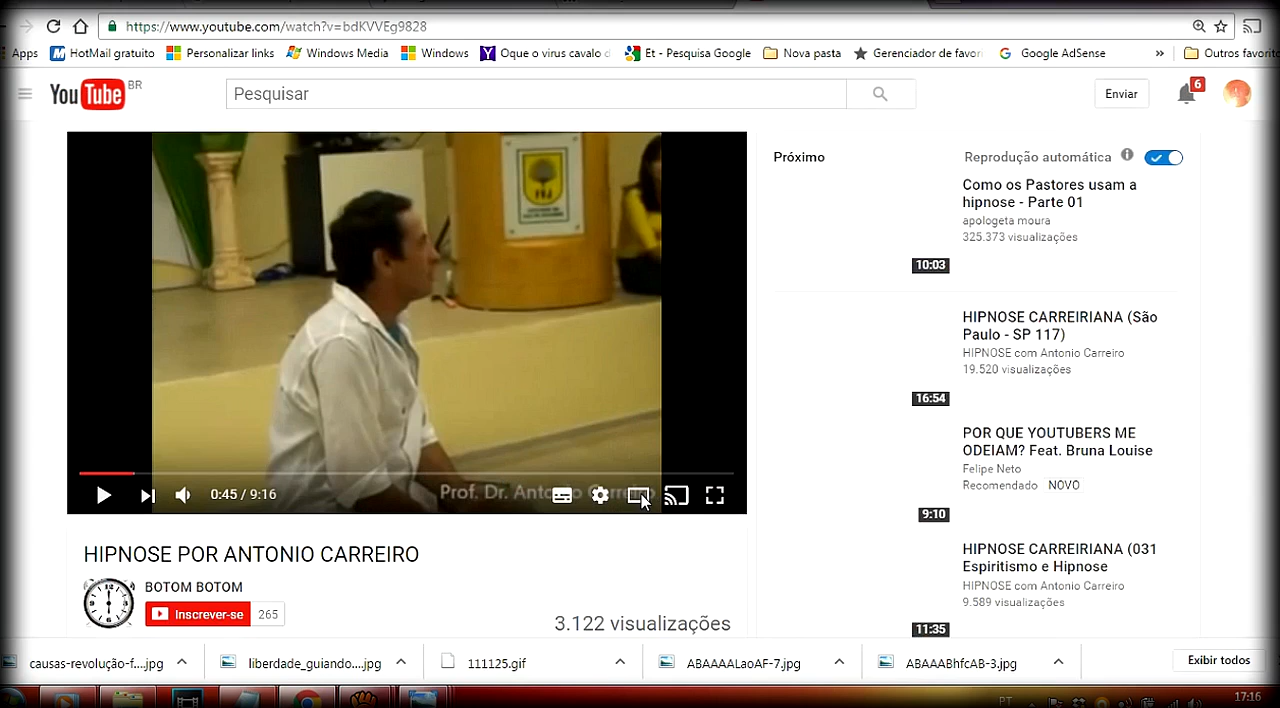 https://www.youtube.com/watch?v=bdKVVEg9828
Apps
HotMail gratuito
Personalizar links
Windows Media
Windows
Oque o virus cavalo d
Et - Pesquisa Google
Nova pasta
Gerenciador de favor
Google AdSense
»
Outros favorito
YouTube BR
Pesquisar
Enviar
6
Próximo
Reprodução automática
Como os Pastores usam a
hipnose - Parte 01
apologeta moura
325.373 visualizações
10:03
HIPNOSE CARREIRIANA (São
Paulo - SP 117)
HIPNOSE com Antonio Carreiro
19.520 visualizações
16:54
POR QUE YOUTUBERS ME
ODEIAM? Feat. Bruna Louise
Felipe Neto
Recomendado NOVO
9:10
HIPNOSE CARREIRIANA (031
Espiritismo e Hipnose
HIPNOSE com Antonio Carreiro
9.589 visualizações
11:35
Prof. Dr. Antonio Carreiro
0:45 / 9:16
HIPNOSE POR ANTONIO CARREIRO
BOTOM BOTOM
Inscrever-se 265
3.122 visualizações
causas-revolução-f....jpg
liberdade_guiando....jpg
111125.gif
ABAAAALaoAF-7.jpg
ABAAABhfcAB-3.jpg
Exibir todos
PT
17:16